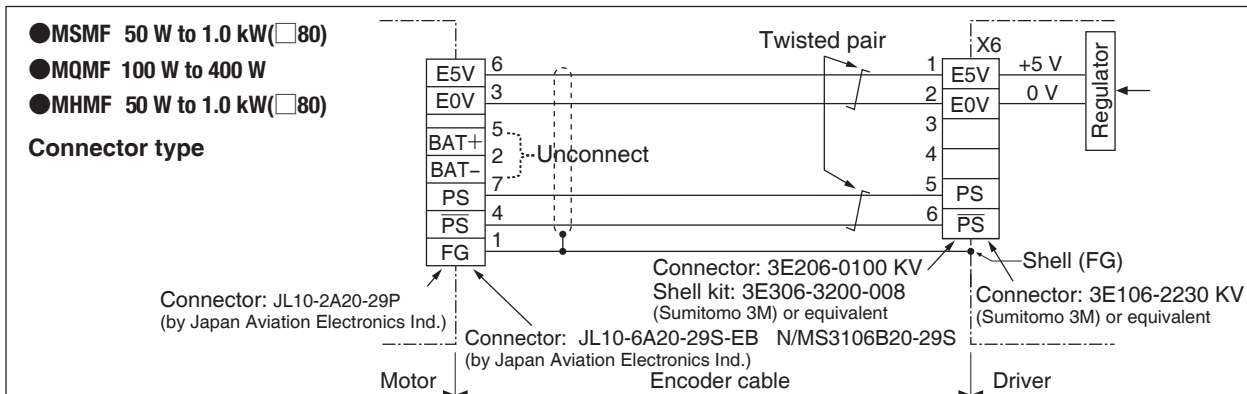 ●MSMF 50 W to 1.0 kW(□80)
●MQMF 100 W to 400 W
●MHMF 50 W to 1.0 kW(□80)
Connector type
Twisted pair
X6
E5V 6
1 E5V +5 V
E0V 3
2 E0V 0 V
Regulator
3
4
BAT+ 5
BAT− 2
Unconnect
PS 7
5 PS
P̅S̅ 4
6 P̅S̅
FG 1
Shell (FG)
Connector: 3E206-0100 KV
Shell kit: 3E306-3200-008
(Sumitomo 3M) or equivalent
Connector: 3E106-2230 KV
(Sumitomo 3M) or equivalent
Connector: JL10-2A20-29P
(by Japan Aviation Electronics Ind.)
Connector: JL10-6A20-29S-EB N/MS3106B20-29S
(by Japan Aviation Electronics Ind.)
Motor Encoder cable Driver